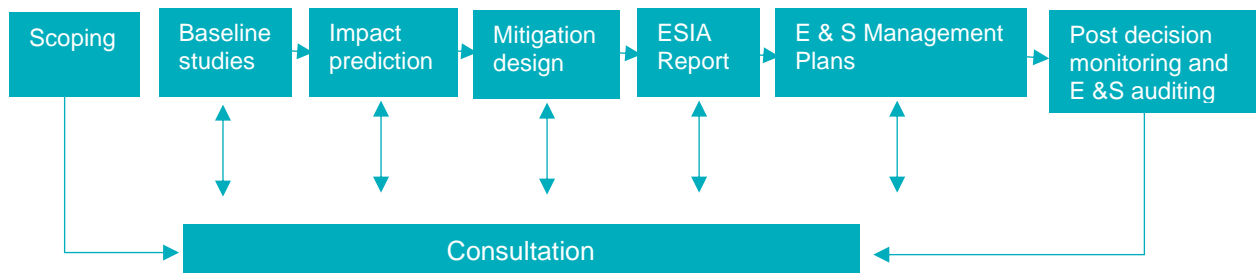 Scoping
Baseline
studies
Impact
prediction
Mitigation
design
ESIA
Report
E & S Management
Plans
Post decision
monitoring and
E &S auditing
Consultation